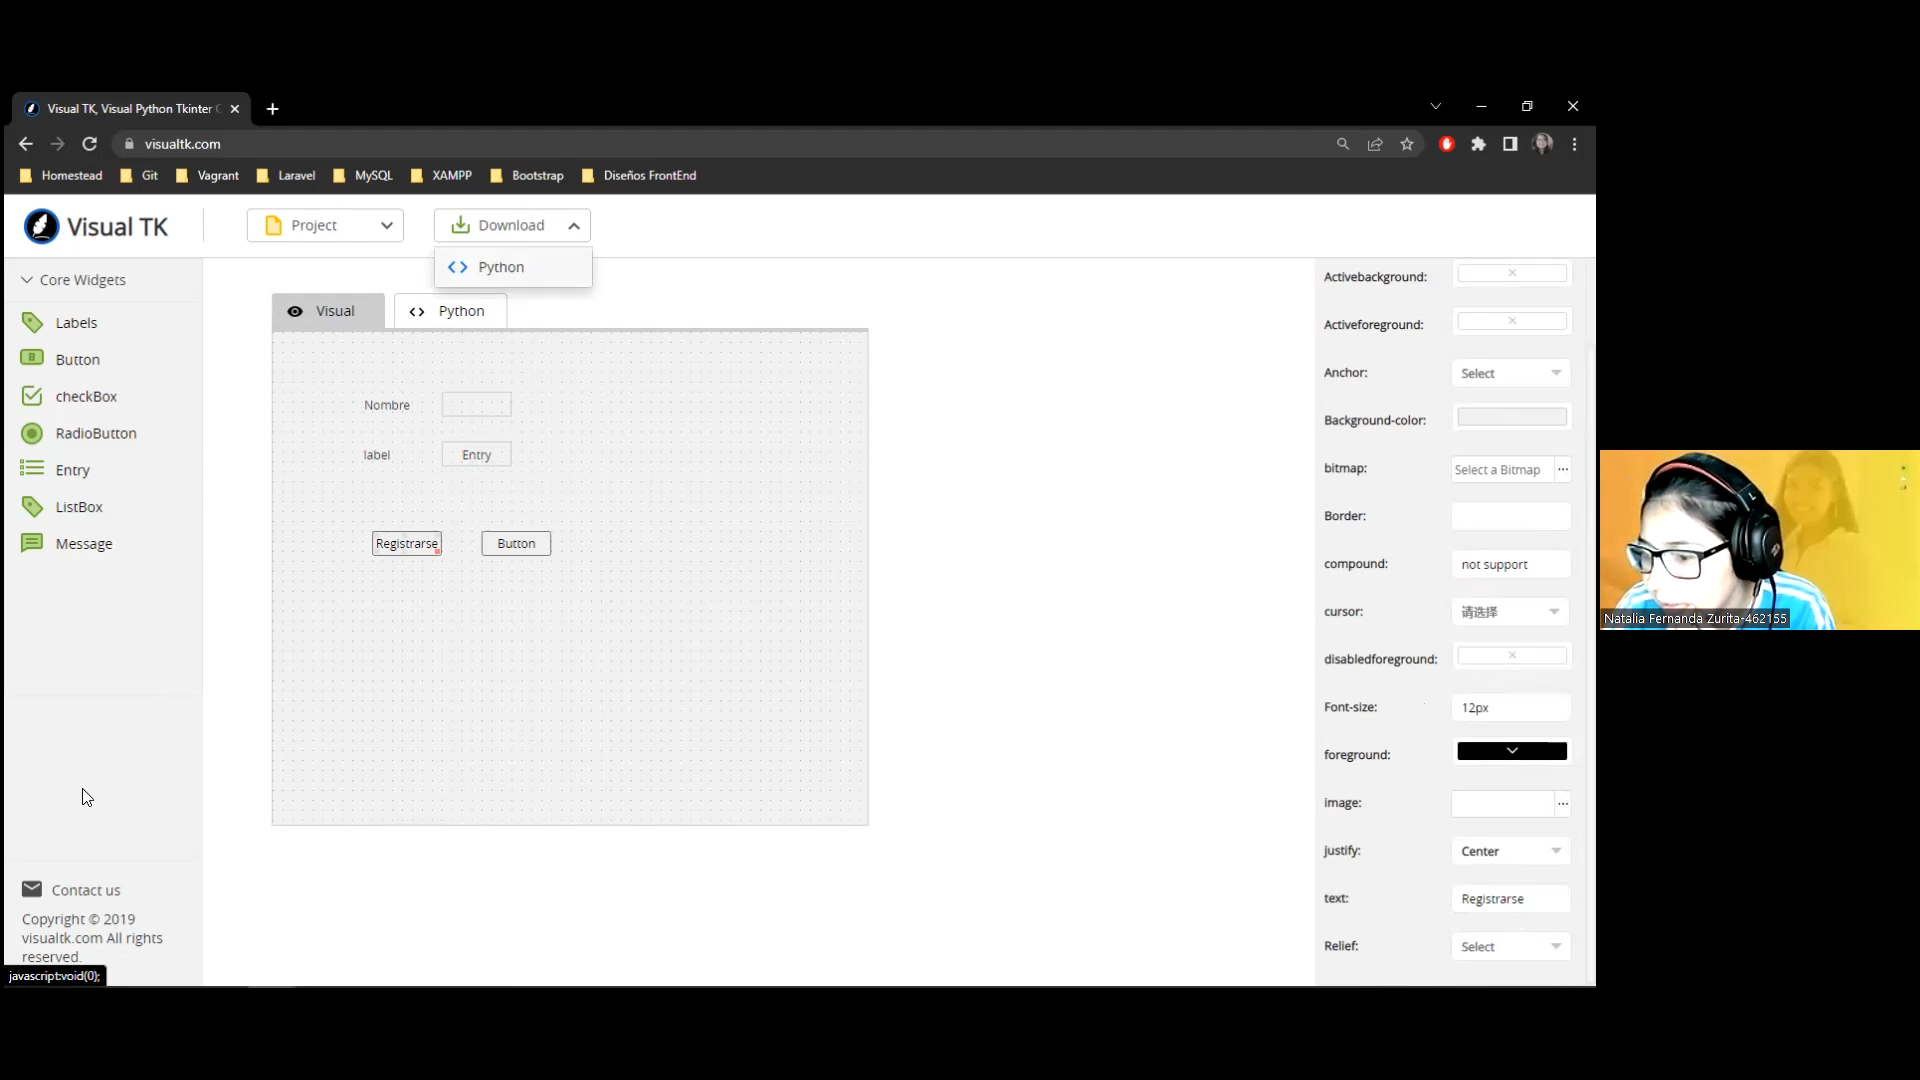 Visual TK, Visual Python Tkinter
visualtk.com
Homestead Git Vagrant Laravel MySQL XAMPP Bootstrap Diseños FrontEnd
Visual TK
Project
Download
Python
Core Widgets
Labels
Button
checkBox
RadioButton
Entry
ListBox
Message
Visual
Python
Nombre
label
Entry
Registrarse
Button
Activebackground:
Activeforeground:
Anchor: Select
Background-color:
bitmap: Select a Bitmap ...
Border:
compound: not support
cursor: 请选择
disabledforeground:
Font-size: 12px
foreground:
image: ...
justify: Center
text: Registrarse
Relief: Select
Contact us
Copyright © 2019
visualtk.com All rights
reserved.
javascript:void(0);
Natalia Fernanda Zurita-462155